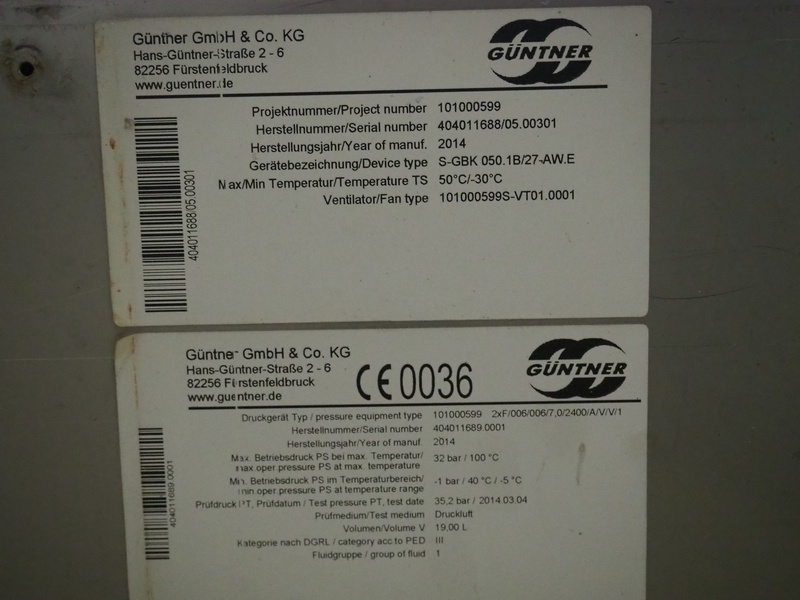 Günther GmbH & Co. KG
Hans-Güntner-Straße 2 - 6
82256 Fürstenfeldbruck
www.guentner.de
GÜNTNER
Projektnummer/Project number 101000599
Herstellnummer/Serial number 404011688/05.00301
Herstellungsjahr/Year of manuf. 2014
Gerätebezeichnung/Device type S-GBK 050.1B/27-AW.E
Max/Min Temperatur/Temperature TS 50°C/-30°C
Ventilator/Fan type 101000599S-VT01.0001
404011688/05.00301
Güntner GmbH & Co. KG
Hans-Güntner-Straße 2 - 6
82256 Fürstenfeldbruck
www.guentner.de
CE 0036
GÜNTNER
Druckgerät Typ / pressure equipment type 101000599 2xF/006/006/7,0/2400/A/V/V/1
Herstellernummer/Serial number 404011689.0001
Herstellungsjahr/Year of manuf. 2014
Max. Betriebsdruck PS bei max. Temperatur/ 32 bar / 100 °C
max.oper.pressure PS at max. temperature
Min. Betriebsdruck PS im Temperaturbereich/ -1 bar / 40 °C / -5 °C
min oper pressure PS at temperature range
Prüfdruck PT, Prüfdatum / Test pressure PT, test date 35,2 bar / 2014.03.04
Prüfmedium/Test medium Druckluft
Volumen/Volume V 19,00 L
Kategorie nach DGRL / category acc to PED III
Fluidgruppe / group of fluid 1
404011689.0001